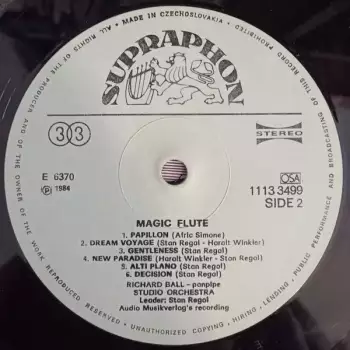 ALL RIGHTS OF THE PRODUCER AND OF THE OWNER OF THE WORK REPRODUCED RESERVED · UNAUTHORIZED COPYING, HIRING, LENDING, PUBLIC PERFORMANCE AND BROADCASTING OF THIS RECORD PROHIBITED · MADE IN CZECHOSLOVAKIA ·
SUPRAPHON
33
STEREO
E 6370
Ⓟ 1984
OSA
1113 3499
SIDE 2
MAGIC FLUTE
1. PAPILLON (Afric Simone)
2. DREAM VOYAGE (Stan Regal - Haralt Winkler)
3. GENTLENESS (Stan Regal)
4. NEW PARADISE (Haralt Winkler - Stan Regal)
5. ALTI PLANO (Stan Regal)
6. DECISION (Stan Regal)
RICHARD BALL - panpipe
STUDIO ORCHESTRA
Leader: Stan Regal
Audio Musikverlag's recording